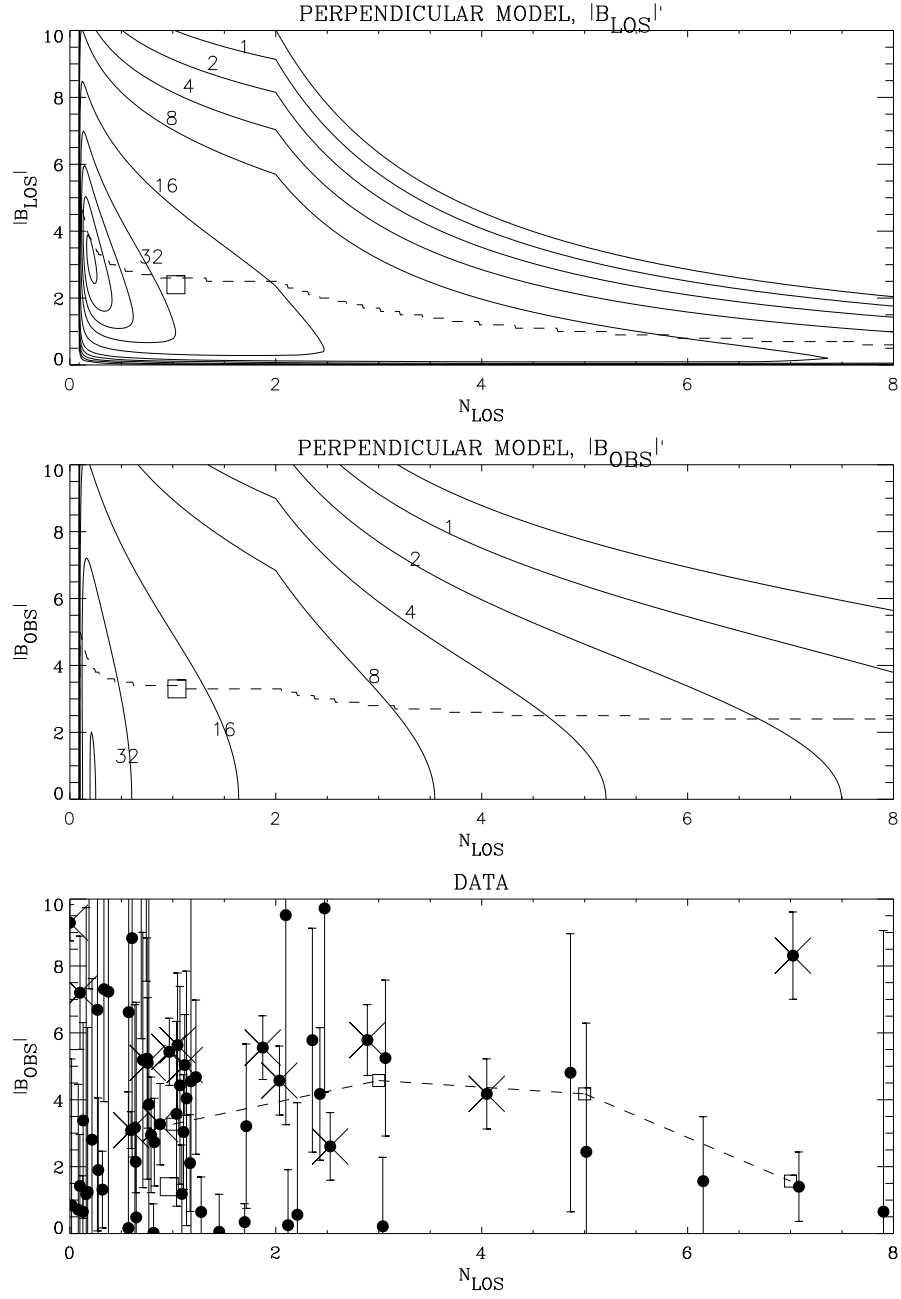 PERPENDICULAR MODEL, |B_LOS|'
10
8
6
4
2
0
|B_LOS|
1
2
4
8
16
32
0 2 4 6 8
N_LOS
PERPENDICULAR MODEL, |B_OBS|'
10
8
6
4
2
0
|B_OBS|
1
2
4
8
16
32
0 2 4 6 8
N_LOS
DATA
10
8
6
4
2
0
|B_OBS|
0 2 4 6 8
N_LOS